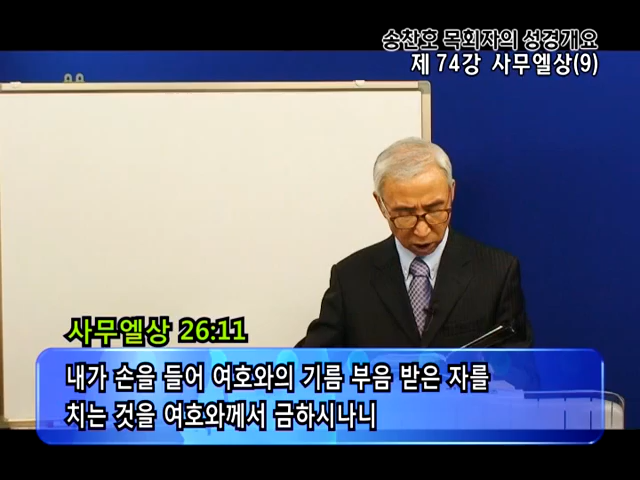 송찬호 목회자의 성경개요
제 74강 사무엘상(9)
사무엘상 26:11
내가 손을 들어 여호와의 기름 부음 받은 자를
치는 것을 여호와께서 금하시나니